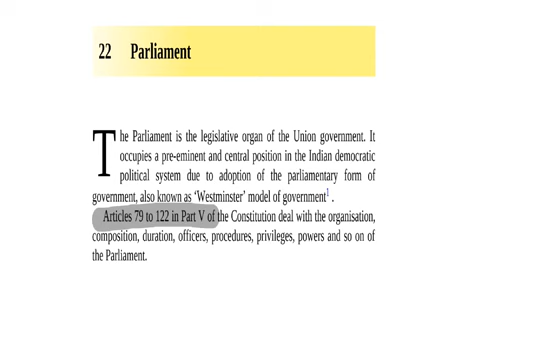 22 Parliament
The Parliament is the legislative organ of the Union government. It
occupies a pre-eminent and central position in the Indian democratic
political system due to adoption of the parliamentary form of
government, also known as ‘Westminster’ model of government1 .
Articles 79 to 122 in Part V of the Constitution deal with the organisation,
composition, duration, officers, procedures, privileges, powers and so on of
the Parliament.